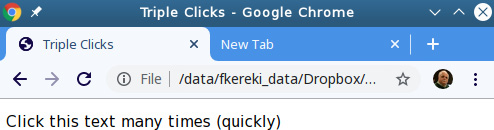 Triple Clicks - Google Chrome
Triple Clicks New Tab
File /data/fkereki_data/Dropbox/...
Click this text many times (quickly)